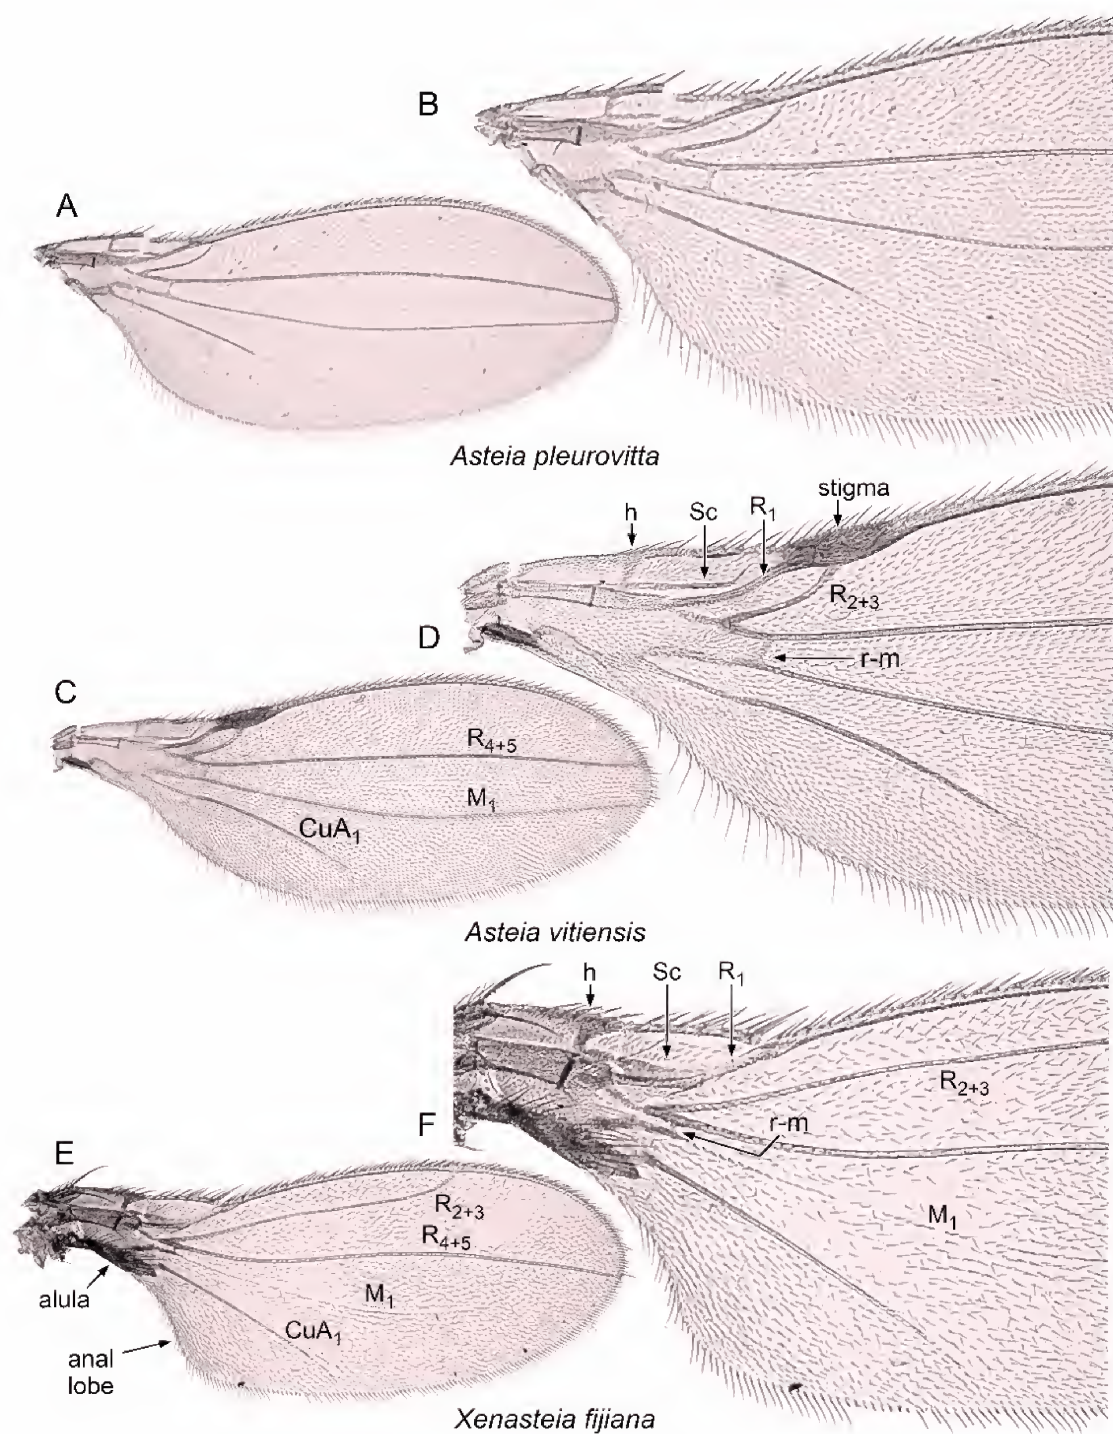 B
A
Asteia pleurovitta
stigma
h
Sc
R1
R2+3
D
r-m
C
R4+5
M1
CuA1
Asteia vitiensis
h
Sc
R1
R2+3
F
r-m
E
R2+3
R4+5
M1
alula
M1
CuA1
anal
lobe
Xenasteia fijiana